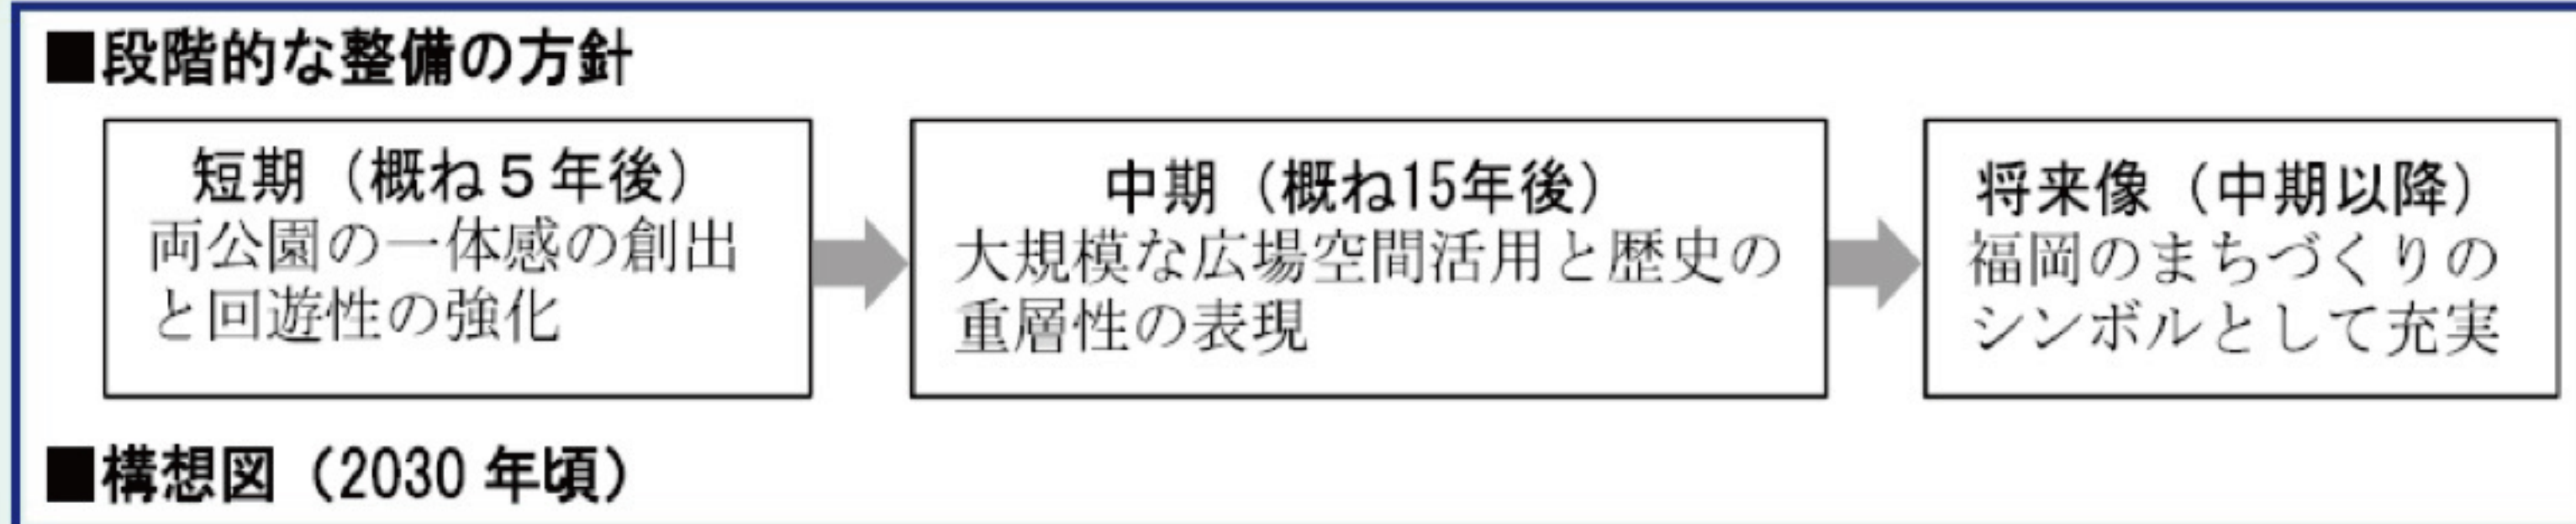 ■段階的な整備の方針
短期（概ね５年後）
両公園の一体感の創出
と回遊性の強化
中期（概ね15年後）
大規模な広場空間活用と歴史の
重層性の表現
将来像（中期以降）
福岡のまちづくりの
シンボルとして充実
■構想図（2030 年頃）